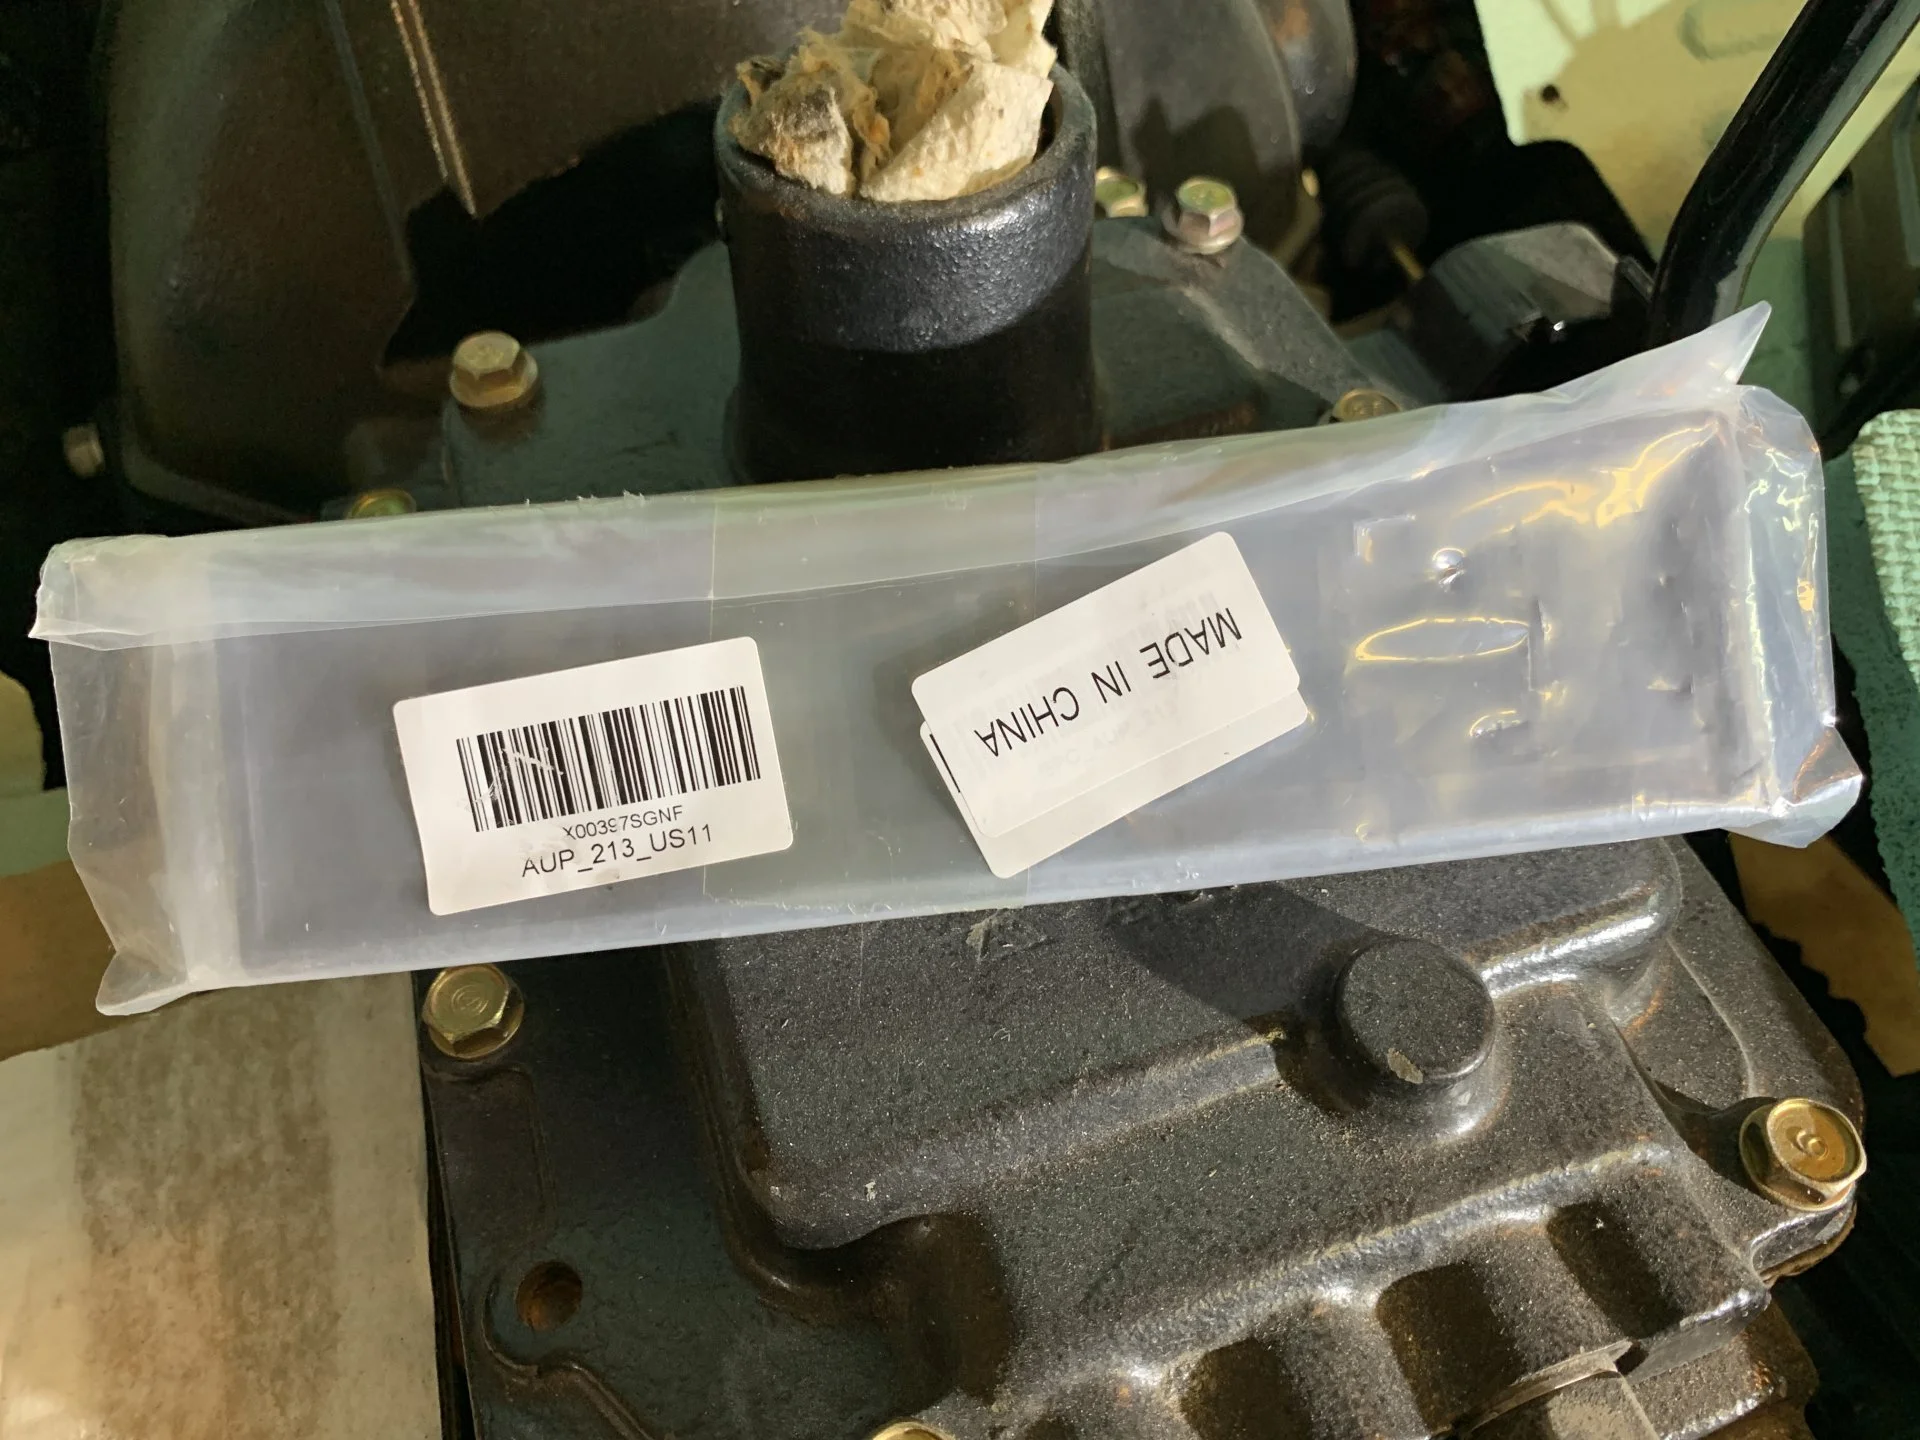 X00397SGNF
AUP_213_US11
MADE IN CHINA